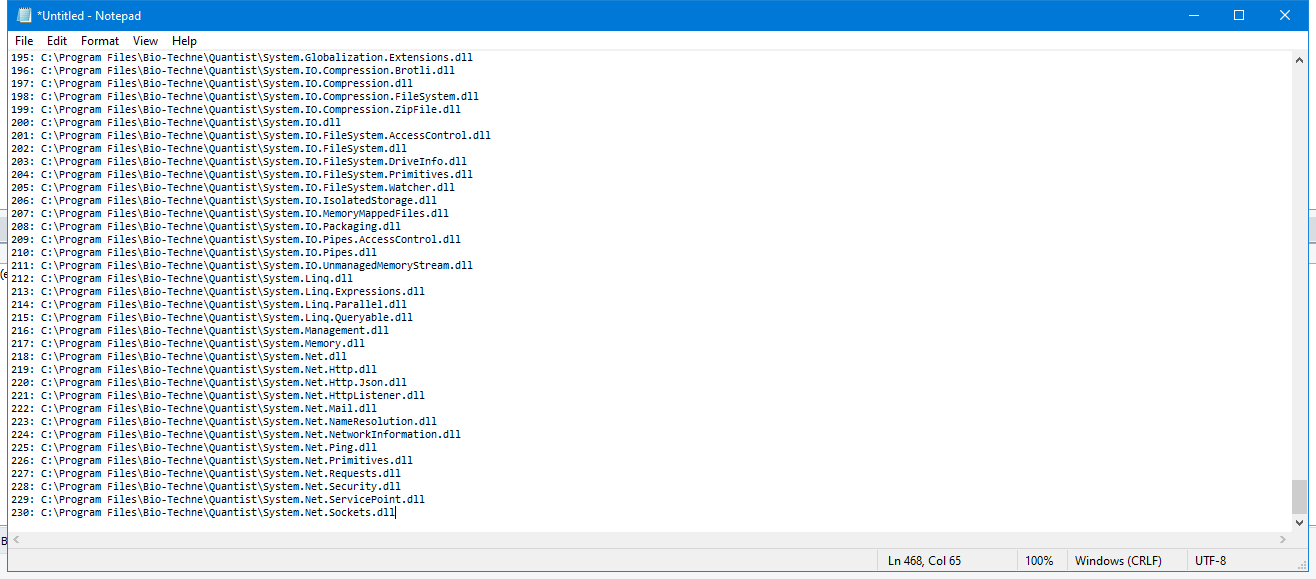 *Untitled - Notepad
File Edit Format View Help
195: C:\Program Files\Bio-Techne\Quantist\System.Globalization.Extensions.dll
196: C:\Program Files\Bio-Techne\Quantist\System.IO.Compression.Brotli.dll
197: C:\Program Files\Bio-Techne\Quantist\System.IO.Compression.dll
198: C:\Program Files\Bio-Techne\Quantist\System.IO.Compression.FileSystem.dll
199: C:\Program Files\Bio-Techne\Quantist\System.IO.Compression.ZipFile.dll
200: C:\Program Files\Bio-Techne\Quantist\System.IO.dll
201: C:\Program Files\Bio-Techne\Quantist\System.IO.FileSystem.AccessControl.dll
202: C:\Program Files\Bio-Techne\Quantist\System.IO.FileSystem.dll
203: C:\Program Files\Bio-Techne\Quantist\System.IO.FileSystem.DriveInfo.dll
204: C:\Program Files\Bio-Techne\Quantist\System.IO.FileSystem.Primitives.dll
205: C:\Program Files\Bio-Techne\Quantist\System.IO.FileSystem.Watcher.dll
206: C:\Program Files\Bio-Techne\Quantist\System.IO.IsolatedStorage.dll
207: C:\Program Files\Bio-Techne\Quantist\System.IO.MemoryMappedFiles.dll
208: C:\Program Files\Bio-Techne\Quantist\System.IO.Packaging.dll
209: C:\Program Files\Bio-Techne\Quantist\System.IO.Pipes.AccessControl.dll
210: C:\Program Files\Bio-Techne\Quantist\System.IO.Pipes.dll
211: C:\Program Files\Bio-Techne\Quantist\System.IO.UnmanagedMemoryStream.dll
212: C:\Program Files\Bio-Techne\Quantist\System.Linq.dll
213: C:\Program Files\Bio-Techne\Quantist\System.Linq.Expressions.dll
214: C:\Program Files\Bio-Techne\Quantist\System.Linq.Parallel.dll
215: C:\Program Files\Bio-Techne\Quantist\System.Linq.Queryable.dll
216: C:\Program Files\Bio-Techne\Quantist\System.Management.dll
217: C:\Program Files\Bio-Techne\Quantist\System.Memory.dll
218: C:\Program Files\Bio-Techne\Quantist\System.Net.dll
219: C:\Program Files\Bio-Techne\Quantist\System.Net.Http.dll
220: C:\Program Files\Bio-Techne\Quantist\System.Net.Http.Json.dll
221: C:\Program Files\Bio-Techne\Quantist\System.Net.HttpListener.dll
222: C:\Program Files\Bio-Techne\Quantist\System.Net.Mail.dll
223: C:\Program Files\Bio-Techne\Quantist\System.Net.NameResolution.dll
224: C:\Program Files\Bio-Techne\Quantist\System.Net.NetworkInformation.dll
225: C:\Program Files\Bio-Techne\Quantist\System.Net.Ping.dll
226: C:\Program Files\Bio-Techne\Quantist\System.Net.Primitives.dll
227: C:\Program Files\Bio-Techne\Quantist\System.Net.Requests.dll
228: C:\Program Files\Bio-Techne\Quantist\System.Net.Security.dll
229: C:\Program Files\Bio-Techne\Quantist\System.Net.ServicePoint.dll
230: C:\Program Files\Bio-Techne\Quantist\System.Net.Sockets.dll
Ln 468, Col 65 100% Windows (CRLF) UTF-8